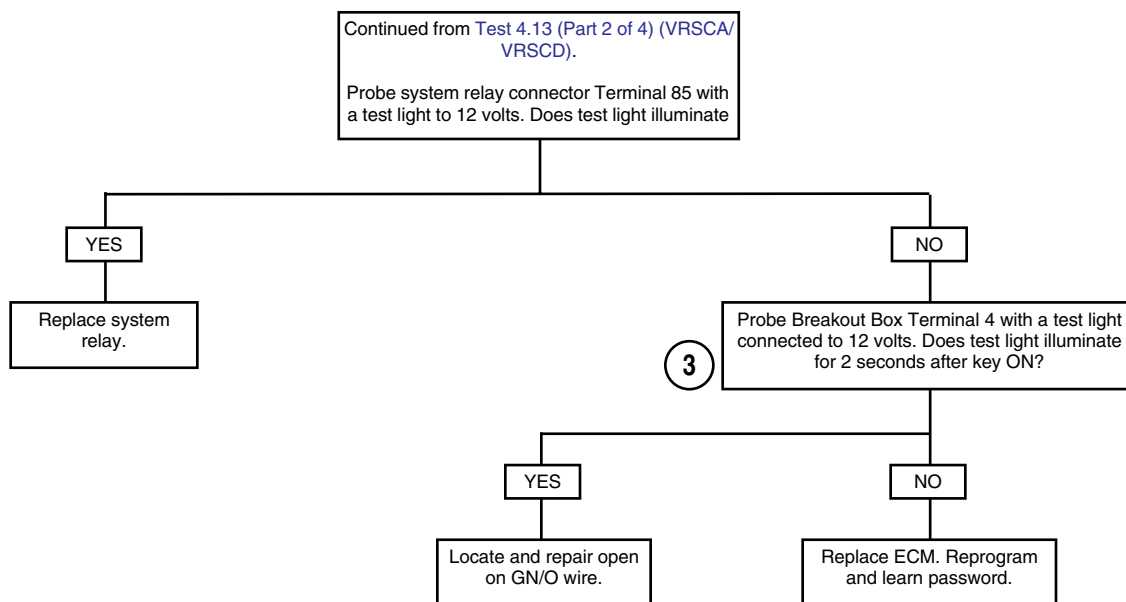 Continued from Test 4.13 (Part 2 of 4) (VRSCA/
VRSCD).
Probe system relay connector Terminal 85 with
a test light to 12 volts. Does test light illuminate
YES
NO
Replace system
relay.
Probe Breakout Box Terminal 4 with a test light
connected to 12 volts. Does test light illuminate
for 2 seconds after key ON?
3
YES
NO
Locate and repair open
on GN/O wire.
Replace ECM. Reprogram
and learn password.